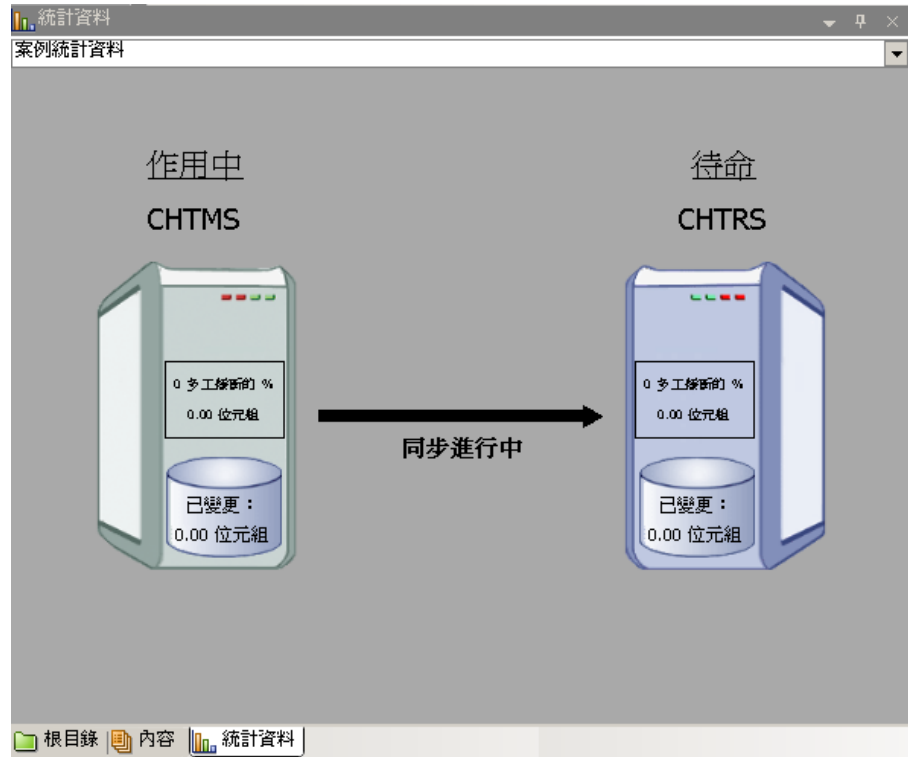 統計資料
案例統計資料
作用中
待命
CHTMS
CHTRS
0 多工緩衝的 %
0.00 位元組
0 多工緩衝的 %
0.00 位元組
同步進行中
已變更：
0.00 位元組
已變更：
0.00 位元組
根目錄 內容 統計資料